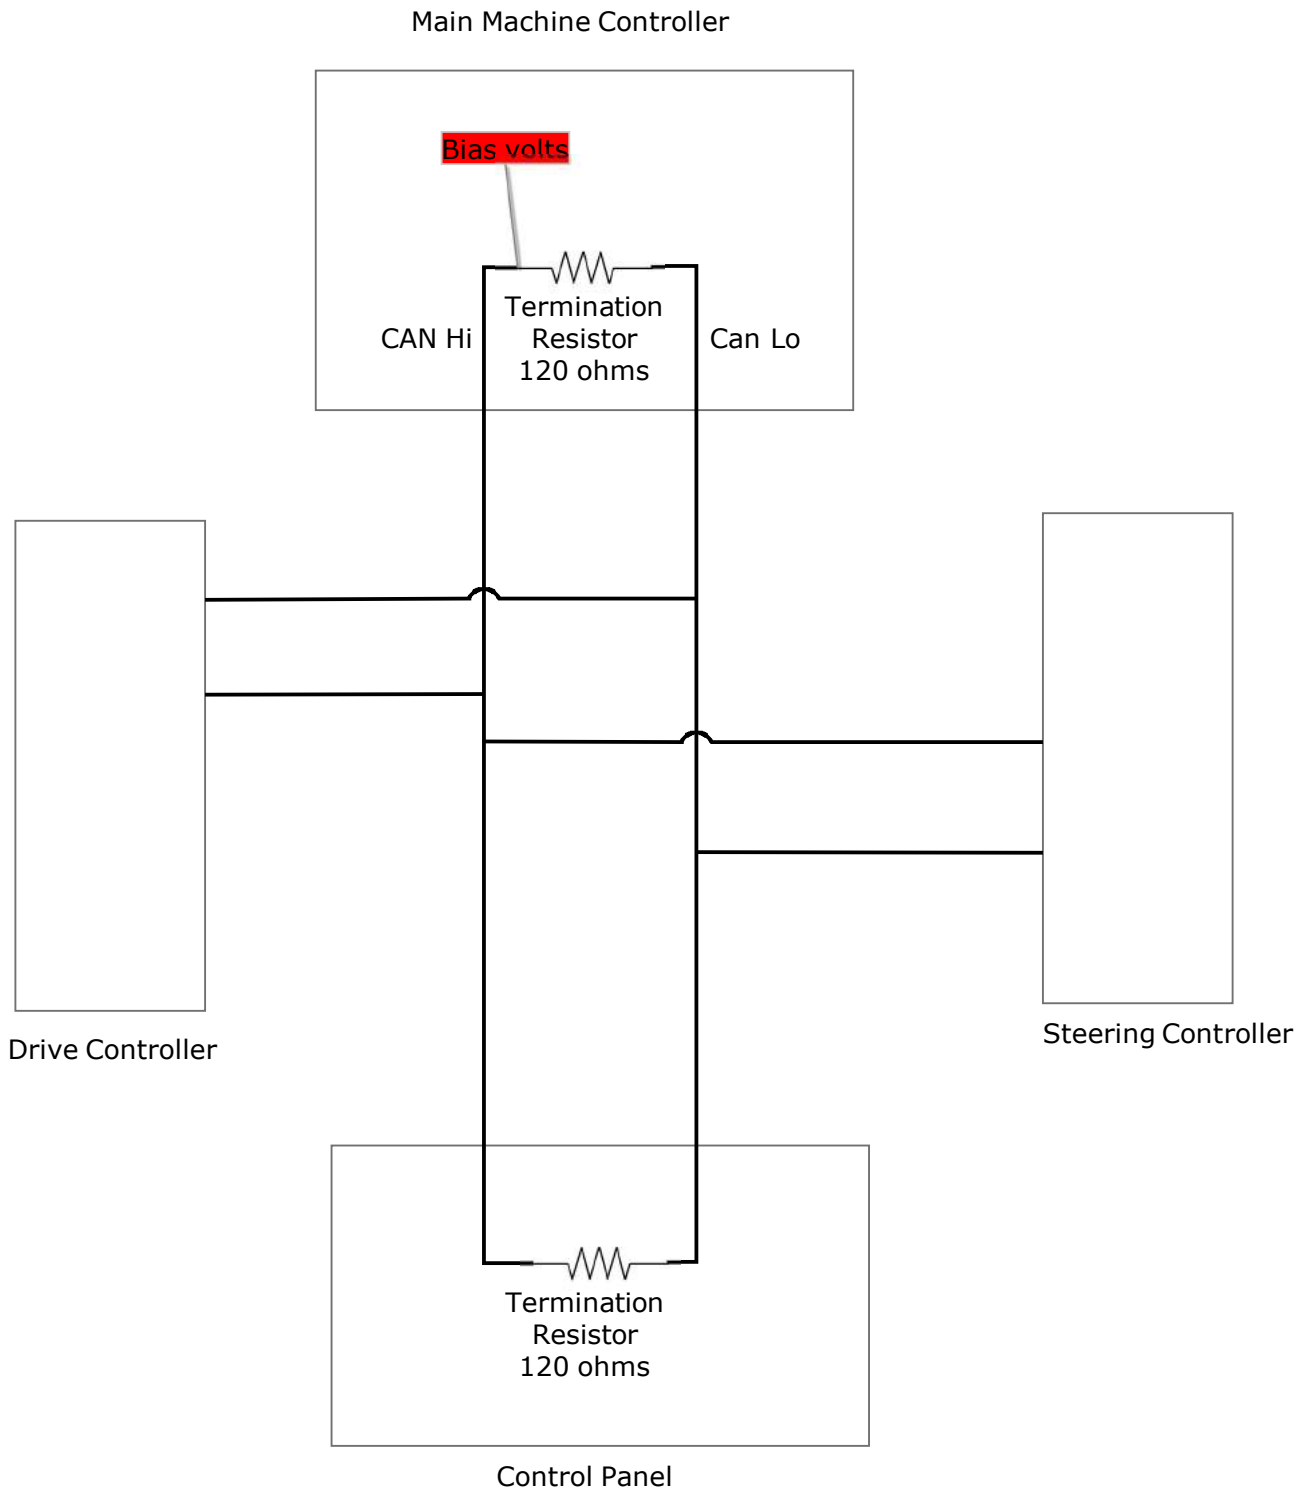 Main Machine Controller
Bias volts
Termination
Resistor
120 ohms
CAN Hi
Can Lo
Drive Controller
Steering Controller
Termination
Resistor
120 ohms
Control Panel